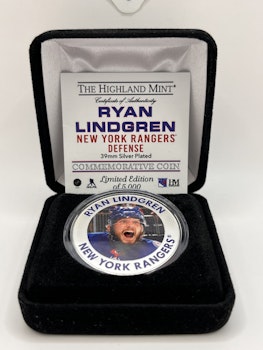 THE HIGHLAND MINT®
Certificate of Authenticity
RYAN
LINDGREN
NEW YORK RANGERS®
DEFENSE
39mm Silver Plated
COMMEMORATIVE COIN
Limited Edition
of 5,000
HM
RYAN LINDGREN
NEW YORK RANGERS®